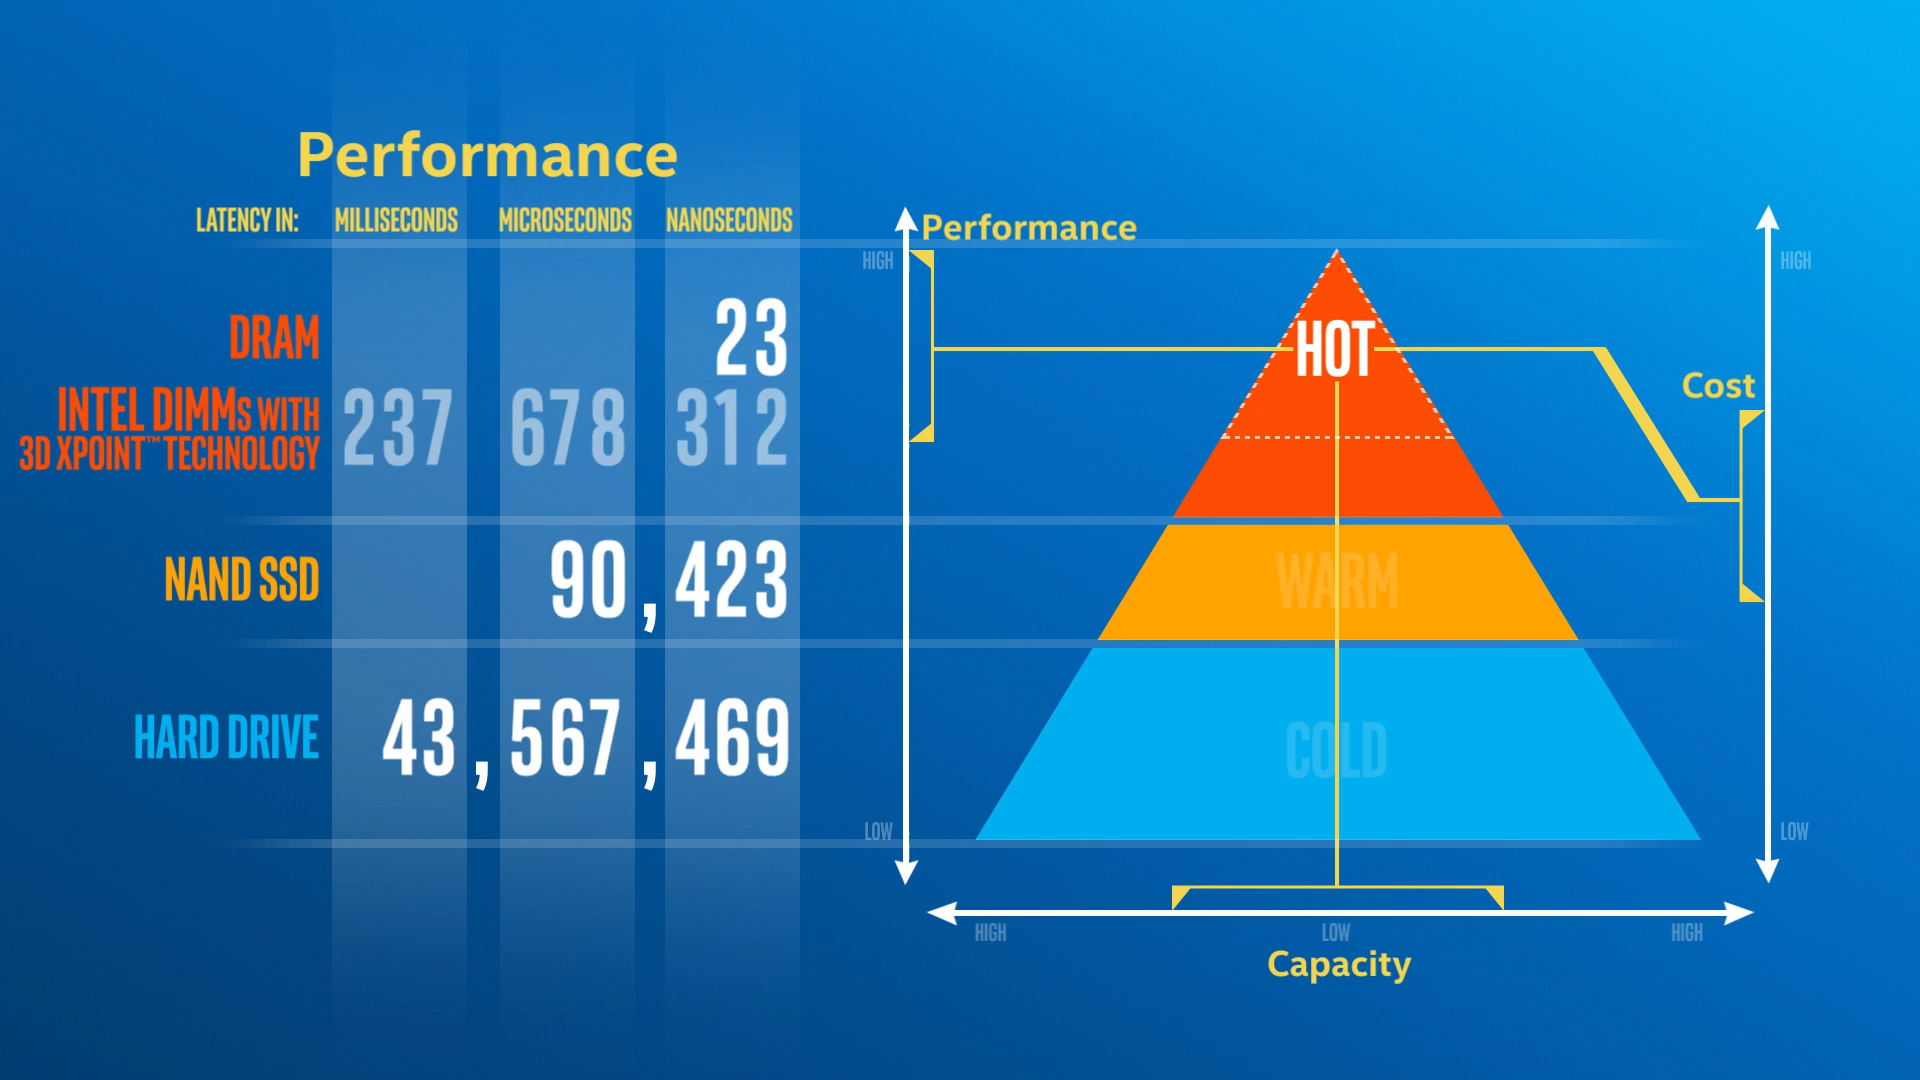 Performance
LATENCY IN: MILLISECONDS MICROSECONDS NANOSECONDS
DRAM 23
INTEL DIMMs WITH
3D XPOINT™ TECHNOLOGY 237 678 312
NAND SSD 90,423
HARD DRIVE 43,567,469
Performance
HIGH
LOW
HOT
WARM
COLD
Cost
HIGH
LOW
HIGH LOW HIGH
Capacity